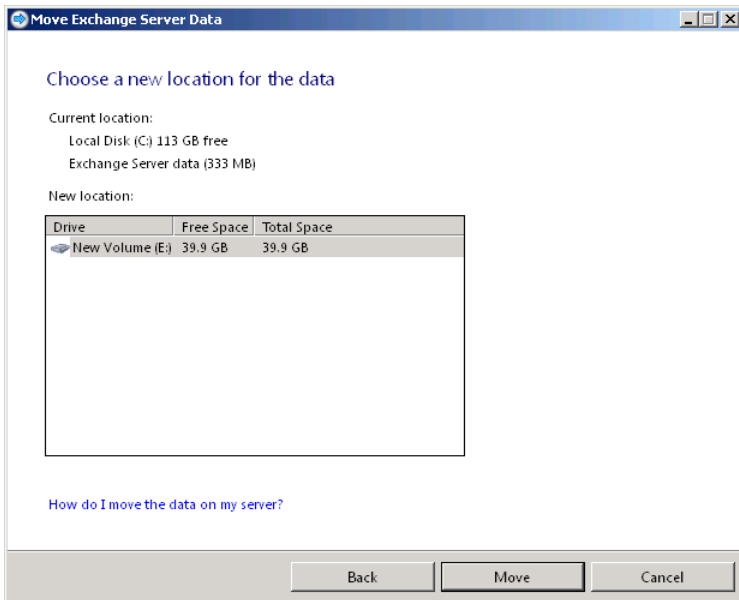 Move Exchange Server Data
Choose a new location for the data
Current location:
Local Disk (C:) 113 GB free
Exchange Server data (333 MB)
New location:
Drive Free Space Total Space
New Volume (E:) 39.9 GB 39.9 GB
How do I move the data on my server?
Back Move Cancel